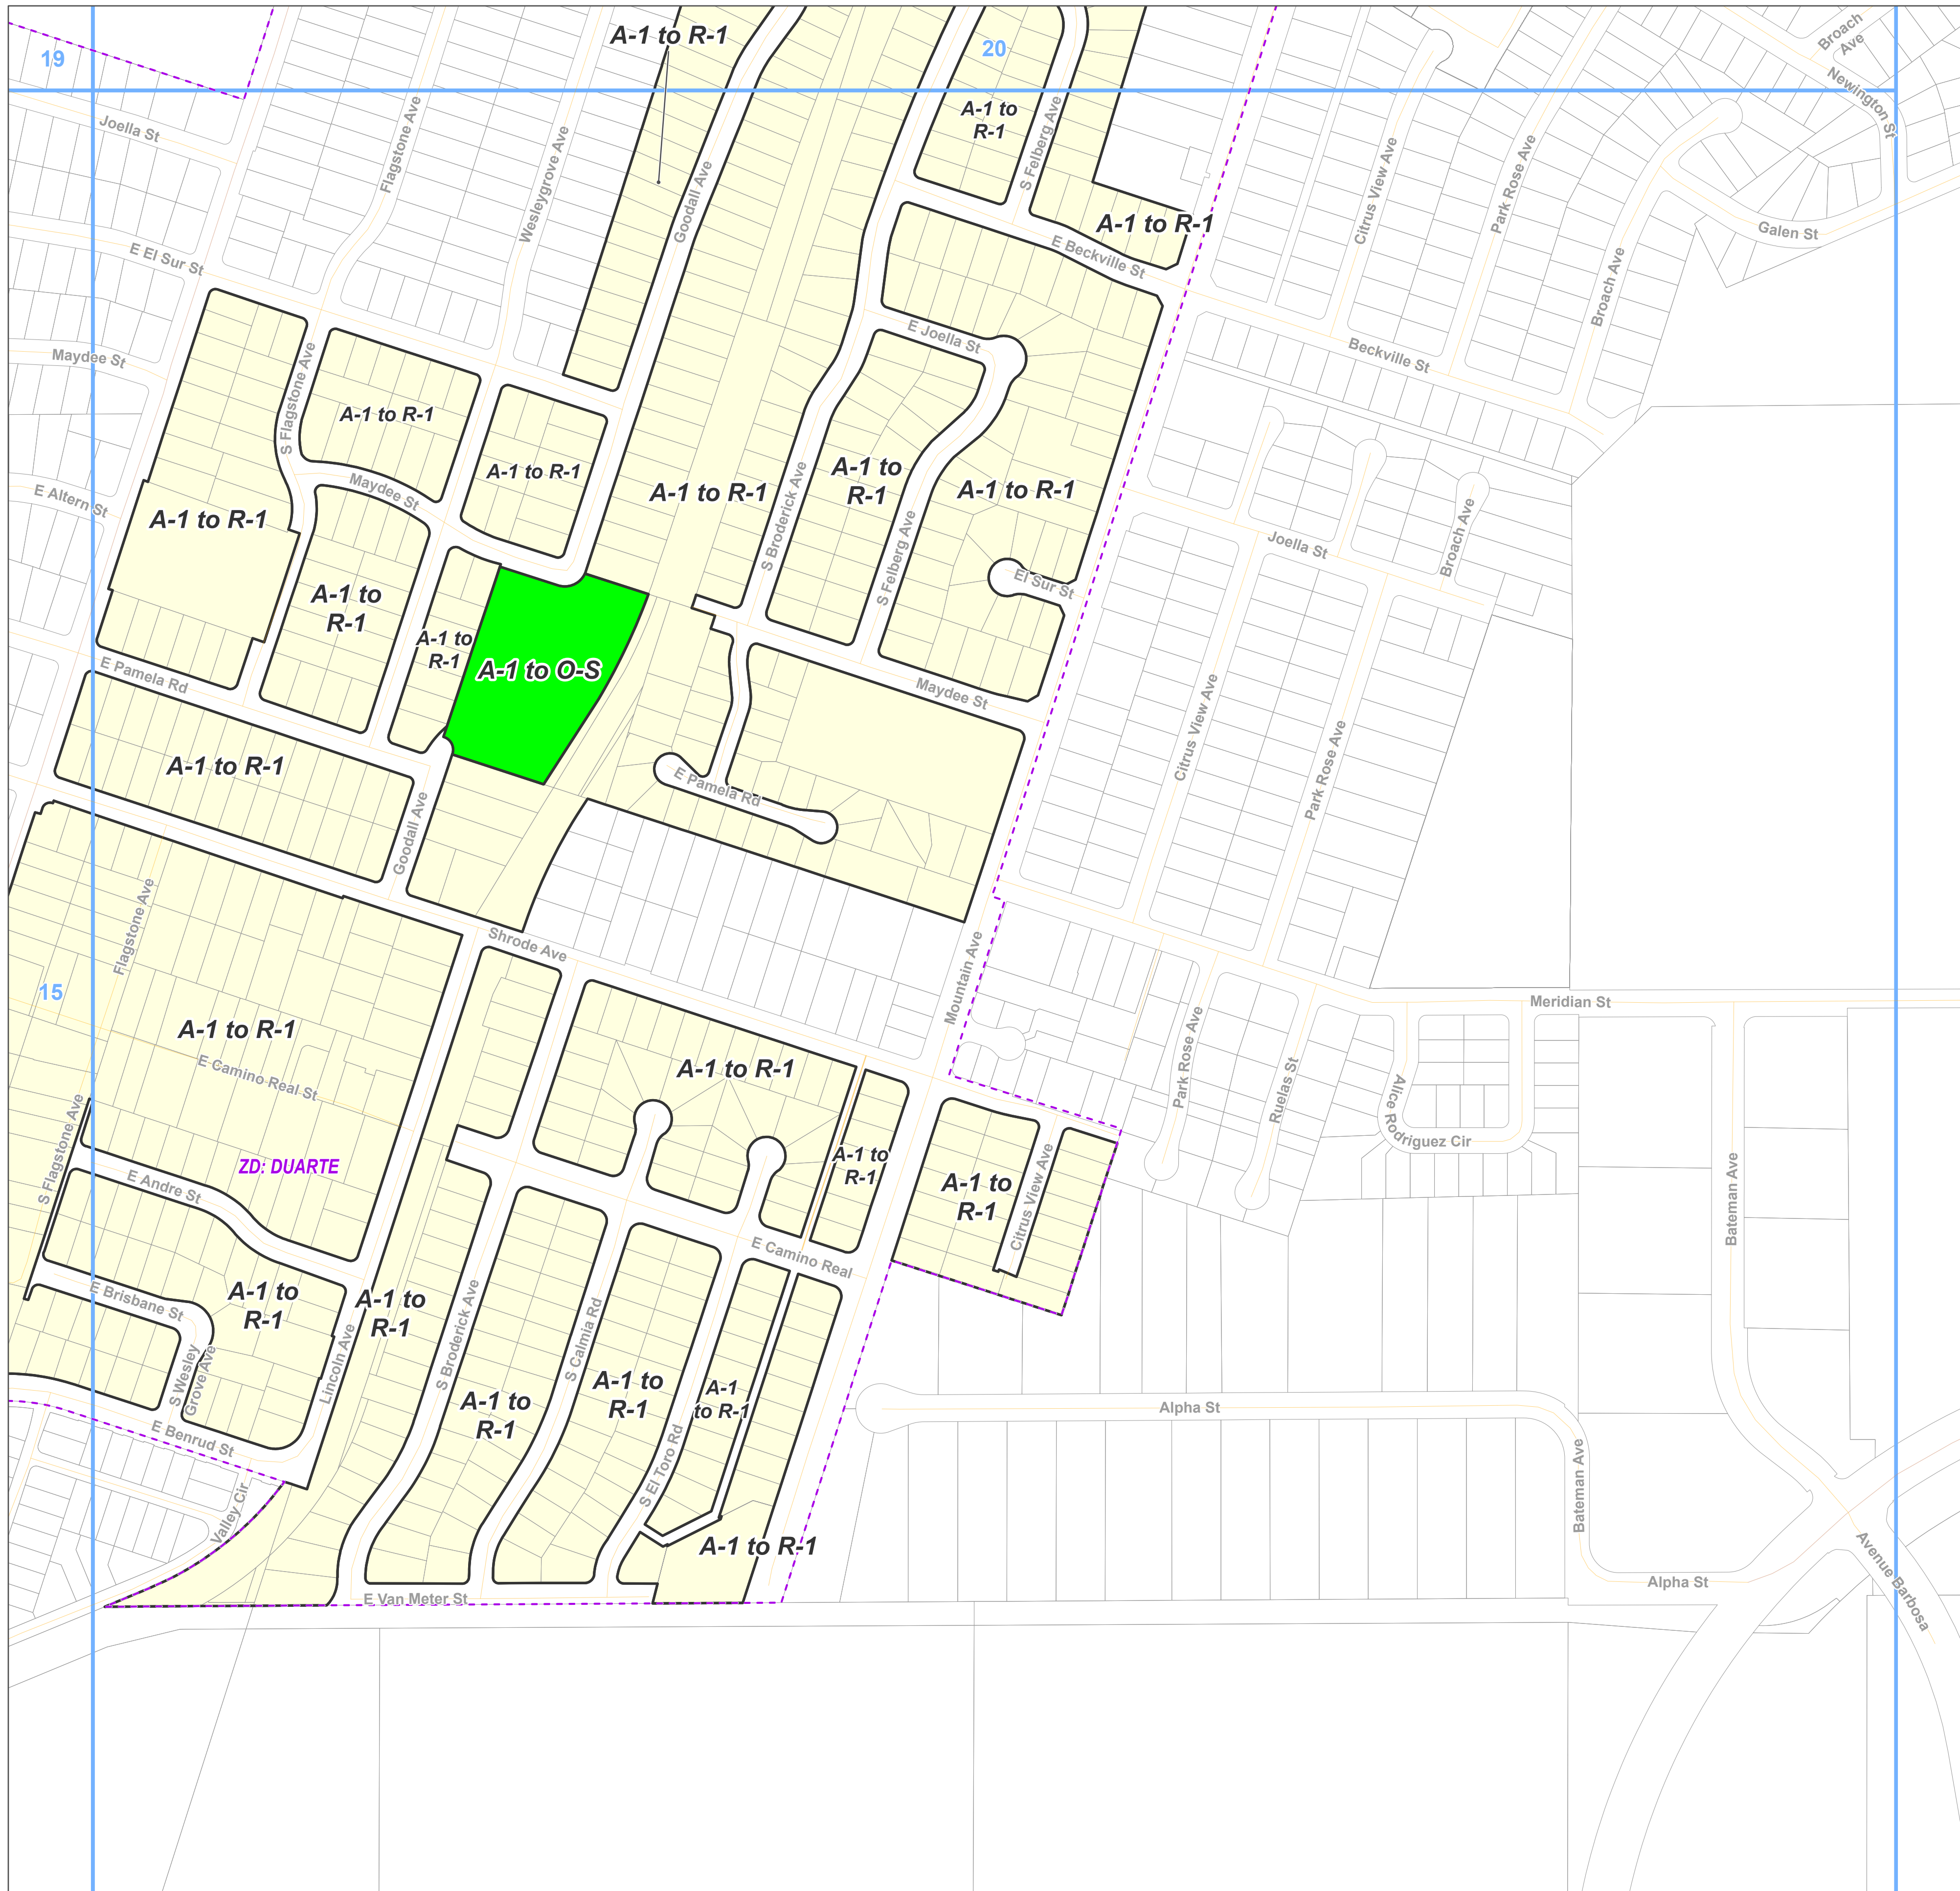 19
20
A-1 to R-1
Broach
Ave
Newington St
Joella St
Flagstone Ave
Wesleygrove Ave
Goodall Ave
A-1 to
R-1
S Felberg Ave
A-1 to R-1
Citrus View Ave
Park Rose Ave
Galen St
E El Sur St
E Beckville St
Broach Ave
Maydee St
S Flagstone Ave
A-1 to R-1
E Joella St
Beckville St
A-1 to R-1
A-1 to R-1
A-1 to
R-1
A-1 to R-1
Maydee St
S Broderick Ave
E Altern St
A-1 to R-1
S Felberg Ave
Joella St
Broach Ave
El Sur St
A-1 to
R-1
A-1 to
R-1
A-1 to O-S
E Pamela Rd
Maydee St
Citrus View Ave
Park Rose Ave
A-1 to R-1
E Pamela Rd
Goodall Ave
Flagstone Ave
Shrode Ave
Mountain Ave
15
A-1 to R-1
Meridian St
E Camino Real St
A-1 to R-1
Park Rose Ave
Ruelas St
Alice Rodriguez Cir
S Flagstone Ave
ZD: DUARTE
A-1 to
R-1
A-1 to
R-1
Citrus View Ave
Bateman Ave
E Andre St
E Camino Real
E Brisbane St
A-1 to
R-1
A-1 to
R-1
Lincoln Ave
S Broderick Ave
S Calmia Rd
S Wesley
Grove Ave
A-1 to
R-1
A-1 to
R-1
A-1
to R-1
Alpha St
E Benrud St
S El Toro Rd
Valley Cir
Bateman Ave
A-1 to R-1
E Van Meter St
Alpha St
Avenue Barbosa